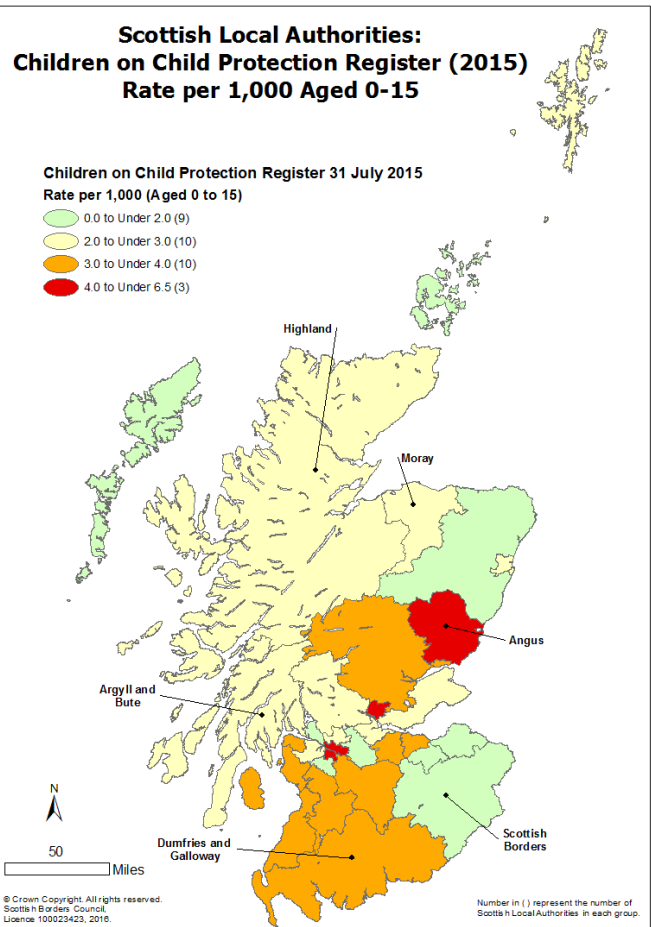 Scottish Local Authorities:
Children on Child Protection Register (2015)
Rate per 1,000 Aged 0-15
Children on Child Protection Register 31 July 2015
Rate per 1,000 (Aged 0 to 15)
0.0 to Under 2.0 (9)
2.0 to Under 3.0 (10)
3.0 to Under 4.0 (10)
4.0 to Under 6.5 (3)
Highland
Moray
Angus
Argyll and
Bute
N
Scottish
Borders
Dumfries and
Galloway
50
Miles
© Crown Copyright. All rights reserved.
Scottish Borders Council,
Licence 100023423, 2016.
Number in ( ) represent the number of
Scottish Local Authorities in each group.